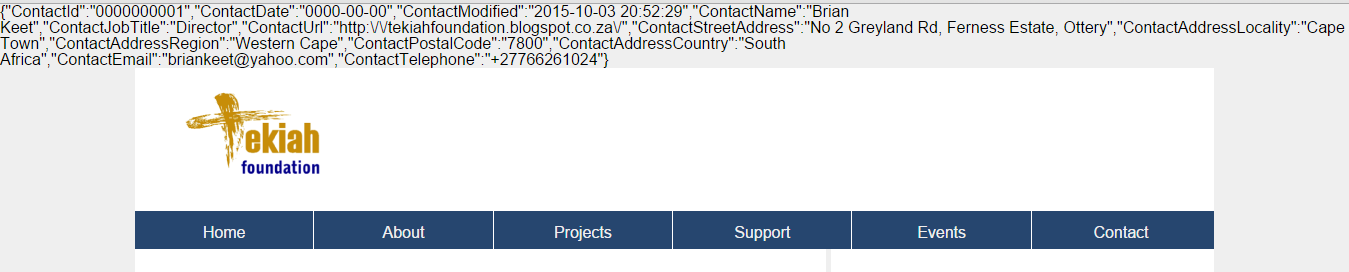 {"ContactId":"0000000001","ContactDate":"0000-00-00","ContactModified":"2015-10-03 20:52:29","ContactName":"Brian
Keet","ContactJobTitle":"Director","ContactUrl":"http:\/\/tekiahfoundation.blogspot.co.za\/","ContactStreetAddress":"No 2 Greyland Rd, Ferness Estate, Ottery","ContactAddressLocality":"Cape
Town","ContactAddressRegion":"Western Cape","ContactPostalCode":"7800","ContactAddressCountry":"South
Africa","ContactEmail":"briankeet@yahoo.com","ContactTelephone":"+27766261024"}
Tekiah
foundation
Home About Projects Support Events Contact